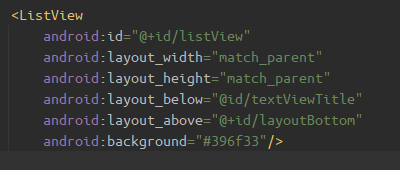 <ListView
android:id="@+id/listView"
android:layout_width="match_parent"
android:layout_height="match_parent"
android:layout_below="@id/textViewTitle"
android:layout_above="@+id/layoutBottom"
android:background="#396f33"/>